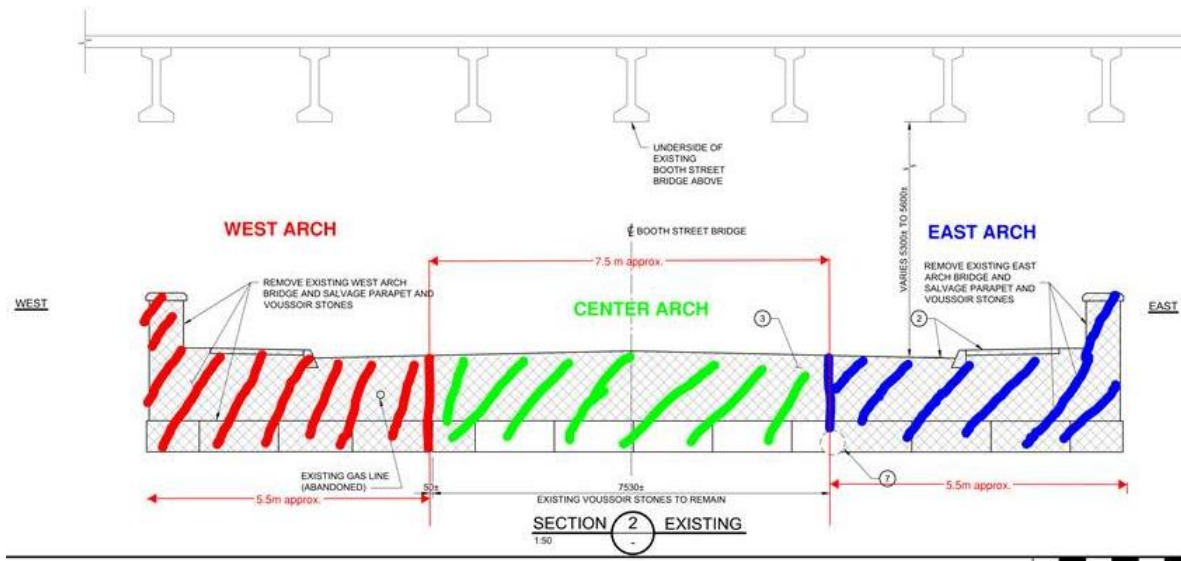 UNDERSIDE OF
EXISTING
BOOTH STREET
BRIDGE ABOVE
VARIES 5300± TO 5600±
WEST ARCH
℄ BOOTH STREET BRIDGE
EAST ARCH
7.5 m approx.
REMOVE EXISTING WEST ARCH
BRIDGE AND SALVAGE PARAPET AND
VOUSSOIR STONES
REMOVE EXISTING EAST
ARCH BRIDGE AND
SALVAGE PARAPET AND
VOUSSOIR STONES
WEST
EAST
CENTER ARCH
3
2
EXISTING GAS LINE
(ABANDONED)
7
5.5m approx.
50±
7530±
5.5m approx.
EXISTING VOUSSOIR STONES TO REMAIN
SECTION 2 EXISTING
1:50
-